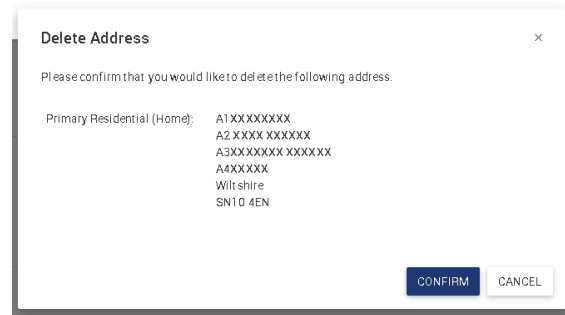 Delete Address
×
Please confirm that you would like to delete the following address.
Primary Residential (Home): A1XXXXXXXX
A2 XXXX XXXXXX
A3XXXXXXX XXXXXX
A4XXXXX
Wiltshire
SN10 4EN
CONFIRM CANCEL